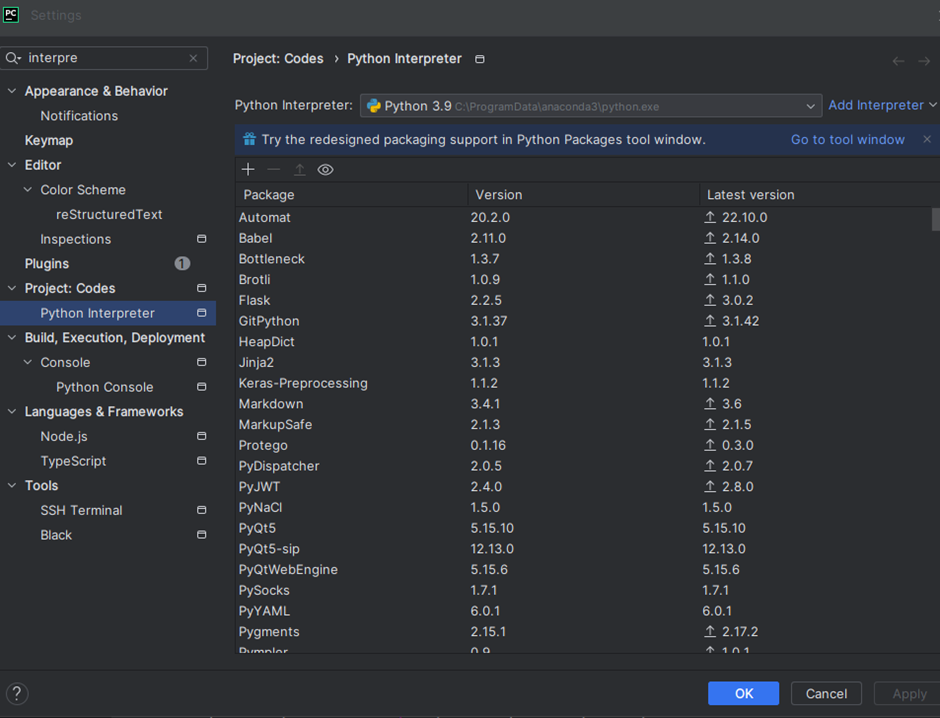 PC Settings
interpre
Appearance & Behavior
Notifications
Keymap
Editor
Color Scheme
reStructuredText
Inspections
Plugins 1
Project: Codes
Python Interpreter
Build, Execution, Deployment
Console
Python Console
Languages & Frameworks
Node.js
TypeScript
Tools
SSH Terminal
Black
Project: Codes › Python Interpreter
Python Interpreter: Python 3.9 C:\ProgramData\anaconda3\python.exe Add Interpreter
Try the redesigned packaging support in Python Packages tool window. Go to tool window
Package Version Latest version
Automat 20.2.0 22.10.0
Babel 2.11.0 2.14.0
Bottleneck 1.3.7 1.3.8
Brotli 1.0.9 1.1.0
Flask 2.2.5 3.0.2
GitPython 3.1.37 3.1.42
HeapDict 1.0.1 1.0.1
Jinja2 3.1.3 3.1.3
Keras-Preprocessing 1.1.2 1.1.2
Markdown 3.4.1 3.6
MarkupSafe 2.1.3 2.1.5
Protego 0.1.16 0.3.0
PyDispatcher 2.0.5 2.0.7
PyJWT 2.4.0 2.8.0
PyNaCl 1.5.0 1.5.0
PyQt5 5.15.10 5.15.10
PyQt5-sip 12.13.0 12.13.0
PyQtWebEngine 5.15.6 5.15.6
PySocks 1.7.1 1.7.1
PyYAML 6.0.1 6.0.1
Pygments 2.15.1 2.17.2
Pympler 0.9 1.0.1
? OK Cancel Apply